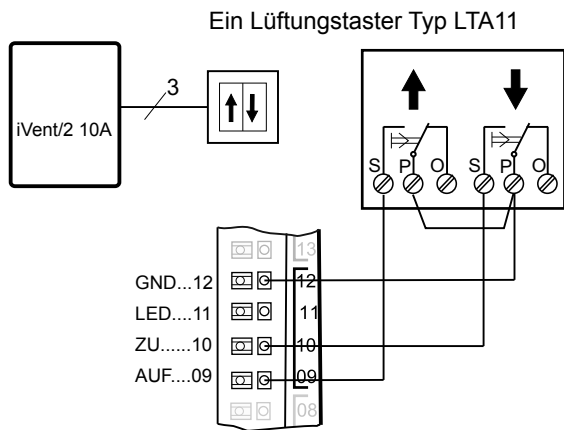 Ein Lüftungstaster Typ LTA11
3
iVent/2 10A
S P O S P O
13
GND...12 12
LED....11 11
ZU......10 10
AUF....09 09
08